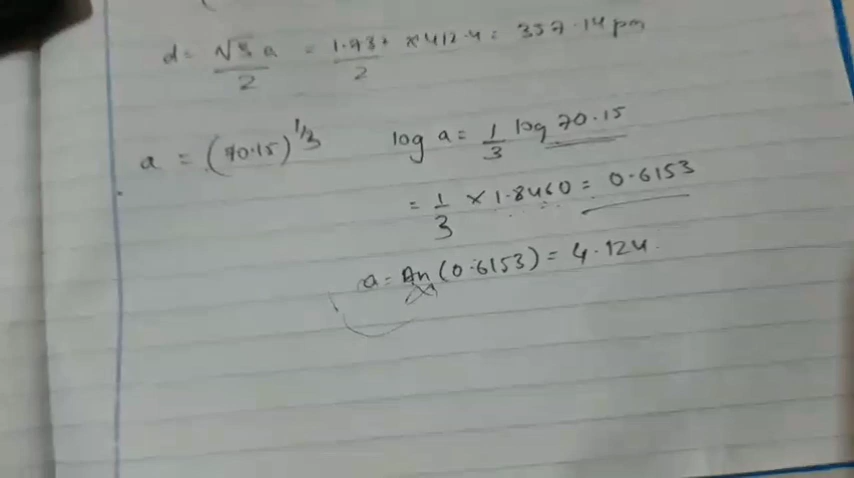 d = √3 a / 2 = 1.732 / 2 × 412.4 = 357.14 pm
a = (70.15)^1/3
log a = 1/3 log 70.15
= 1/3 × 1.8460 = 0.6153
a = An (0.6153) = 4.124.